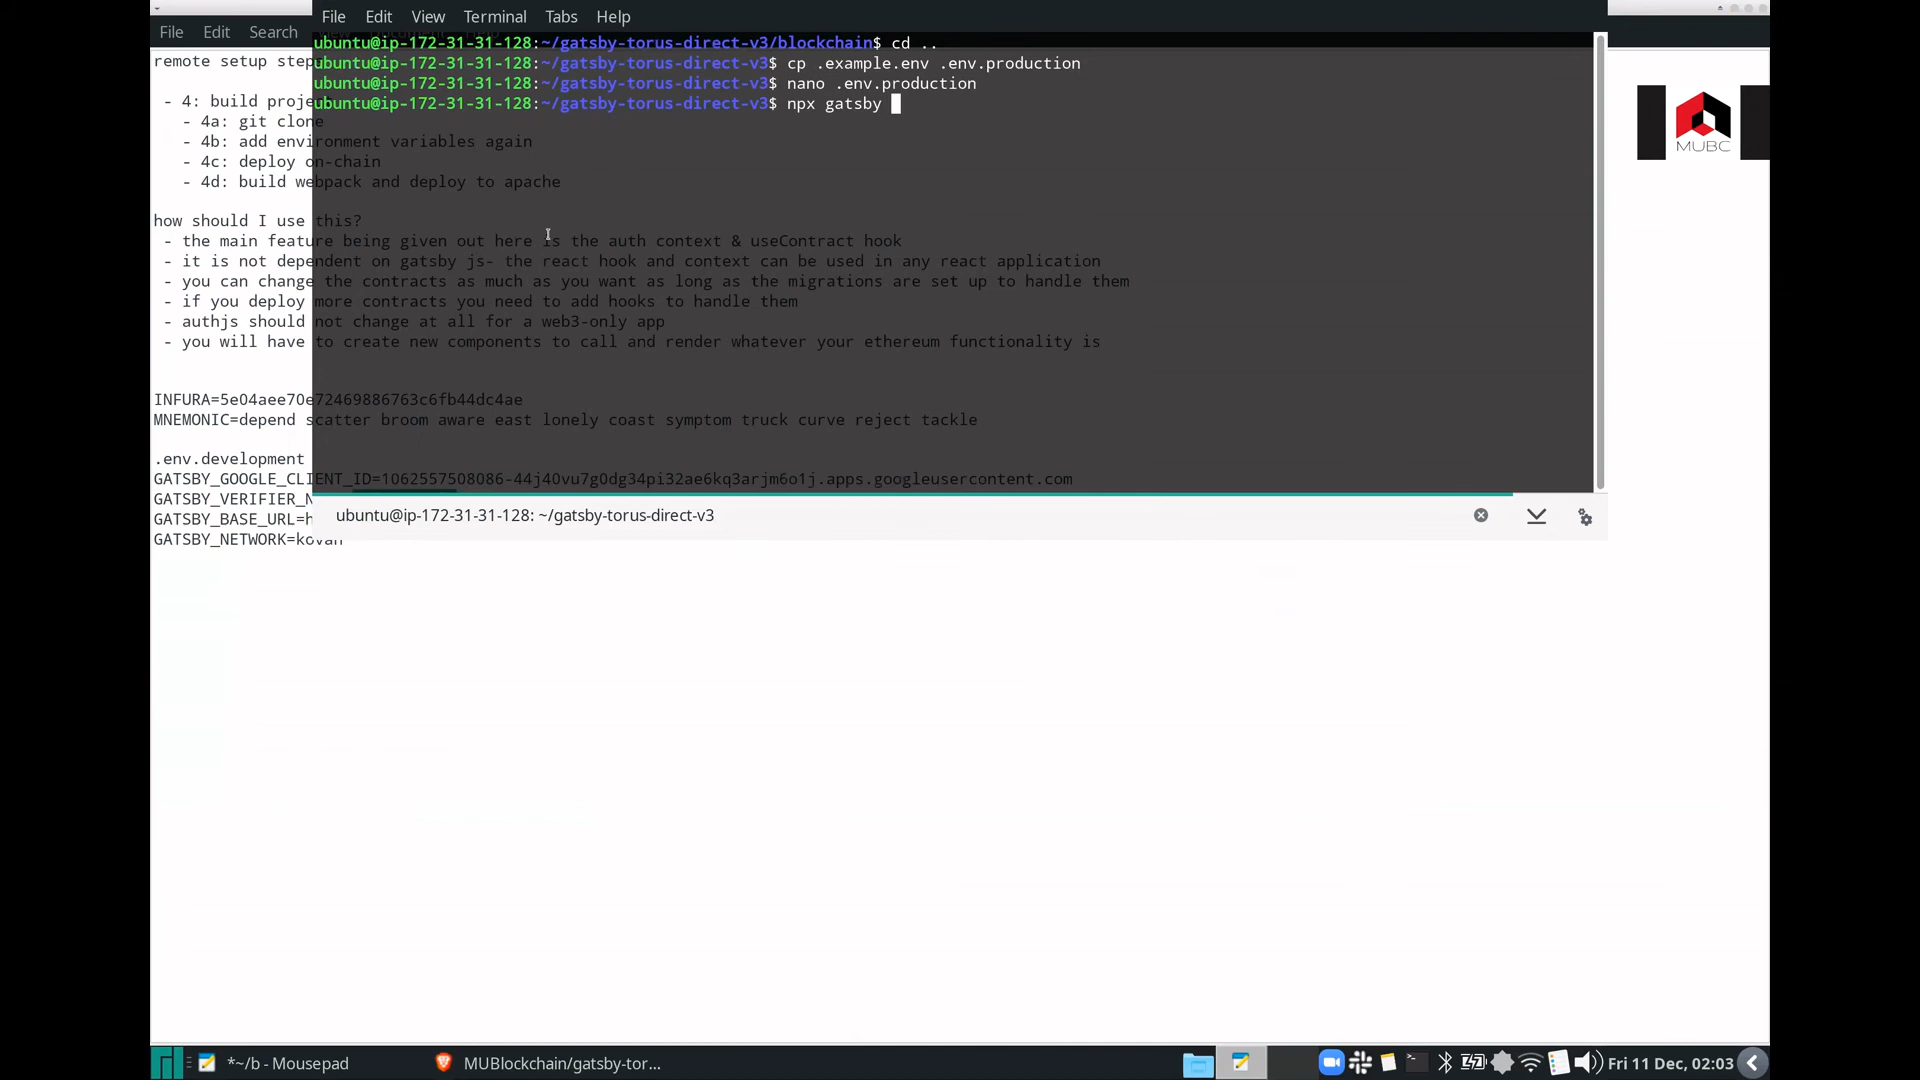 File Edit View Terminal Tabs Help
File Edit Search
ubuntu@ip-172-31-31-128:~/gatsby-torus-direct-v3/blockchain$ cd ..
ubuntu@ip-172-31-31-128:~/gatsby-torus-direct-v3$ cp .example.env .env.production
ubuntu@ip-172-31-31-128:~/gatsby-torus-direct-v3$ nano .env.production
ubuntu@ip-172-31-31-128:~/gatsby-torus-direct-v3$ npx gatsby
remote setup step
- 4: build proje
- 4a: git clone
- 4b: add environment variables again
- 4c: deploy on-chain
- 4d: build webpack and deploy to apache
MUBC
how should I use this?
- the main feature being given out here is the auth context & useContract hook
- it is not dependent on gatsby js- the react hook and context can be used in any react application
- you can change the contracts as much as you want as long as the migrations are set up to handle them
- if you deploy more contracts you need to add hooks to handle them
- authjs should not change at all for a web3-only app
- you will have to create new components to call and render whatever your ethereum functionality is
INFURA=5e04aee70e72469886763c6fb44dc4ae
MNEMONIC=depend scatter broom aware east lonely coast symptom truck curve reject tackle
.env.development
GATSBY_GOOGLE_CLIENT_ID=1062557508086-44j40vu7g0dg34pi32ae6kq3arjm6o1j.apps.googleusercontent.com
GATSBY_VERIFIER_N
GATSBY_BASE_URL=h
ubuntu@ip-172-31-31-128: ~/gatsby-torus-direct-v3
GATSBY_NETWORK=kovan
*~/b - Mousepad
MUBlockchain/gatsby-tor...
Fri 11 Dec, 02:03